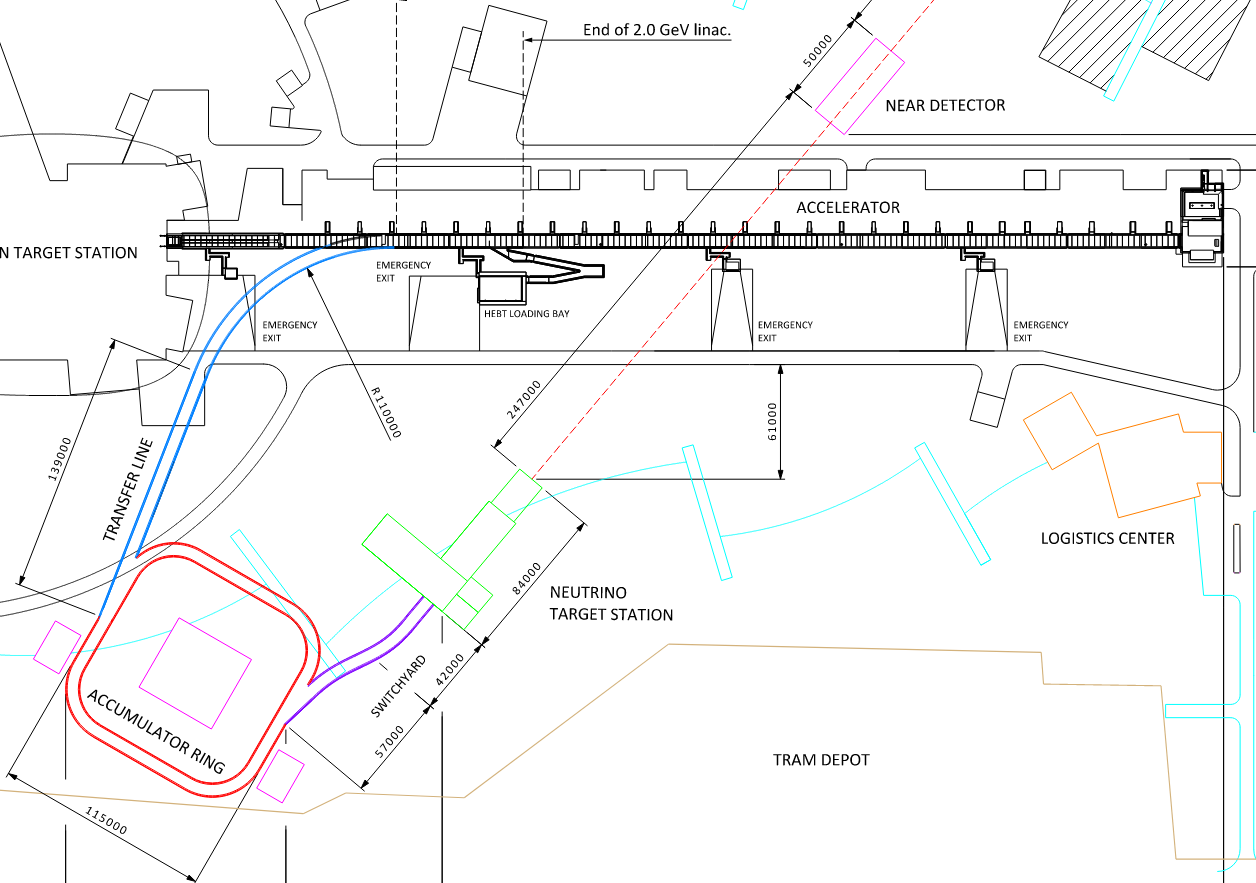 End of 2.0 GeV linac.
50000
NEAR DETECTOR
ACCELERATOR
N TARGET STATION
EMERGENCY
EXIT
HEBT LOADING BAY
EMERGENCY
EXIT
EMERGENCY
EXIT
EMERGENCY
EXIT
R110000
247000
61000
139000
TRANSFER LINE
LOGISTICS CENTER
84000
NEUTRINO
TARGET STATION
SWITCHYARD
42000
57000
ACCUMULATOR RING
TRAM DEPOT
115000